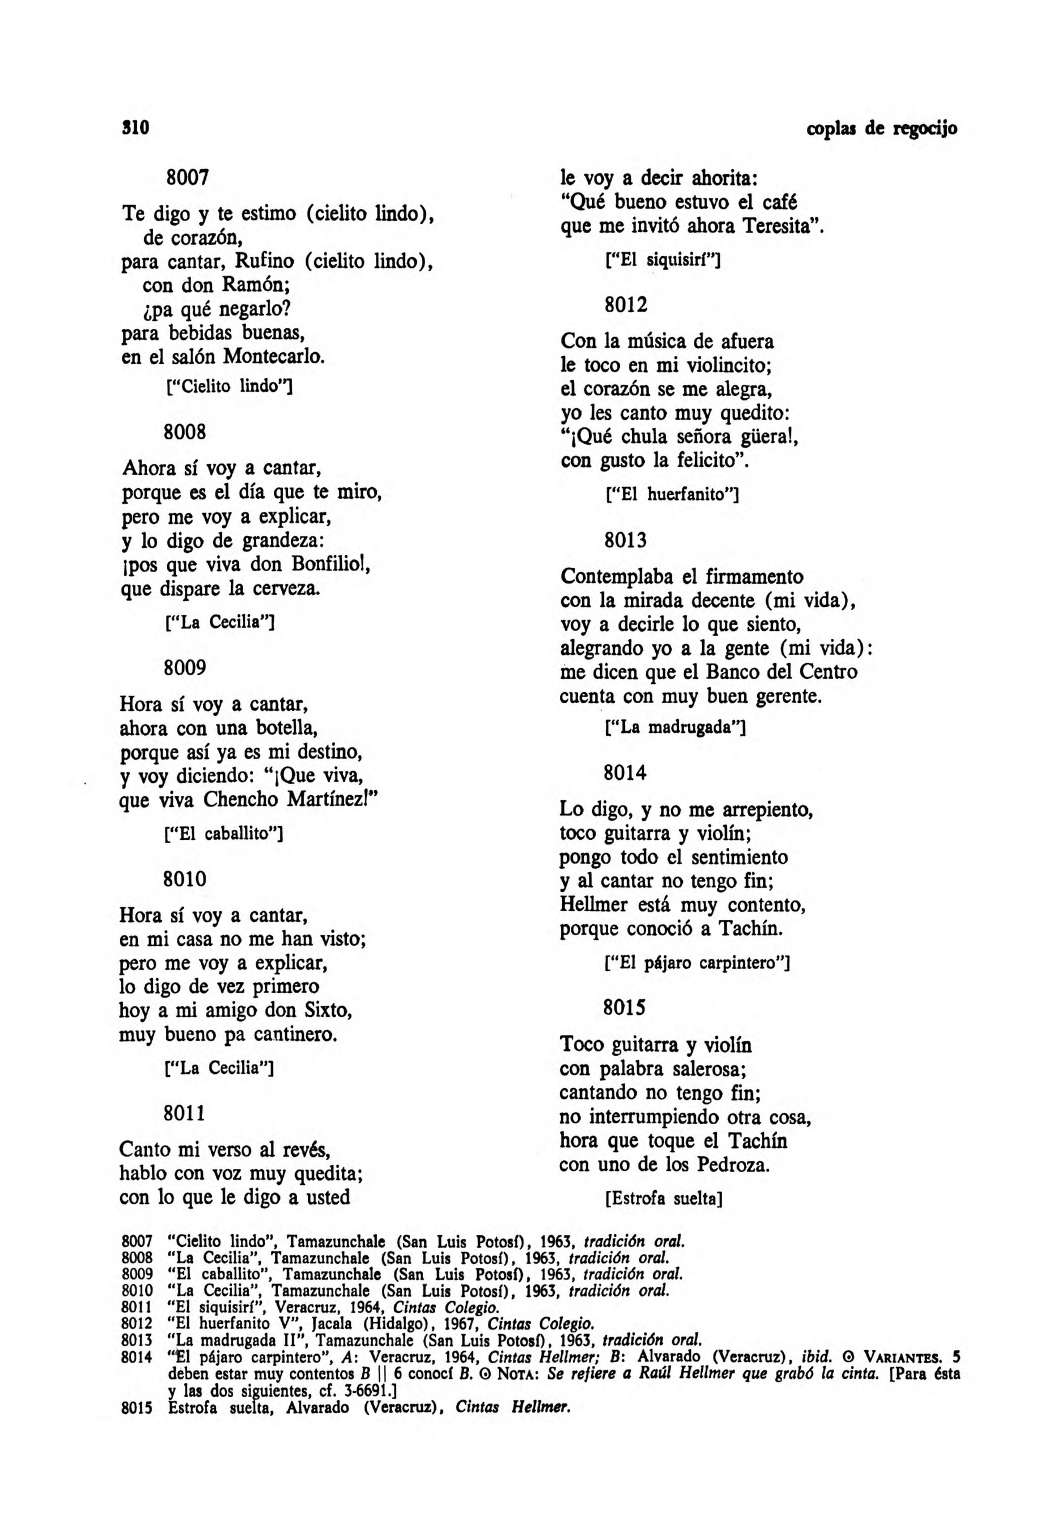 310
coplas de regocijo
8007
Te digo y te estimo (cielito lindo),
de corazón,
para cantar, Rufino (cielito lindo),
con don Ramón;
¿pa qué negarlo?
para bebidas buenas,
en el salón Montecarlo.
["Cielito lindo"]
8008
Ahora sí voy a cantar,
porque es el día que te miro,
pero me voy a explicar,
y lo digo de grandeza:
¡pos que viva don Bonfilio!,
que dispare la cerveza.
["La Cecilia"]
8009
Hora sí voy a cantar,
ahora con una botella,
porque así ya es mi destino,
y voy diciendo: "¡Que viva,
que viva Chencho Martínez!"
["El caballito"]
8010
Hora sí voy a cantar,
en mi casa no me han visto;
pero me voy a explicar,
lo digo de vez primero
hoy a mi amigo don Sixto,
muy bueno pa cantinero.
["La Cecilia"]
8011
Canto mi verso al revés,
hablo con voz muy quedita;
con lo que le digo a usted
le voy a decir ahorita:
"Qué bueno estuvo el café
que me invitó ahora Teresita".
["El siquisirí"]
8012
Con la música de afuera
le toco en mi violincito;
el corazón se me alegra,
yo les canto muy quedito:
"¡Qué chula señora güera!,
con gusto la felicito".
["El huerfanito"]
8013
Contemplaba el firmamento
con la mirada decente (mi vida),
voy a decirle lo que siento,
alegrando yo a la gente (mi vida):
me dicen que el Banco del Centro
cuenta con muy buen gerente.
["La madrugada"]
8014
Lo digo, y no me arrepiento,
toco guitarra y violín;
pongo todo el sentimiento
y al cantar no tengo fin;
Hellmer está muy contento,
porque conoció a Tachín.
["El pájaro carpintero"]
8015
Toco guitarra y violín
con palabra salerosa;
cantando no tengo fin;
no interrumpiendo otra cosa,
hora que toque el Tachín
con uno de los Pedroza.
[Estrofa suelta]
8007 "Cielito lindo", Tamazunchale (San Luis Potosí), 1963, tradición oral.
8008 "La Cecilia", Tamazunchale (San Luis Potosí), 1963, tradición oral.
8009 "El caballito", Tamazunchale (San Luis Potosí), 1963, tradición oral.
8010 "La Cecilia", Tamazunchale (San Luis Potosí), 1963, tradición oral.
8011 "El siquisirí", Veracruz, 1964, Cintas Colegio.
8012 "El huerfanito V", Jacala (Hidalgo), 1967, Cintas Colegio.
8013 "La madrugada II", Tamazunchale (San Luis Potosí), 1963, tradición oral.
8014 "El pájaro carpintero", A: Veracruz, 1964, Cintas Hellmer; B: Alvarado (Veracruz), ibid. ⊙ VARIANTES. 5
deben estar muy contentos B || 6 conocí B. ⊙ NOTA: Se refiere a Raúl Hellmer que grabó la cinta. [Para ésta
y las dos siguientes, cf. 3-6691.]
8015 Estrofa suelta, Alvarado (Veracruz), Cintas Hellmer.